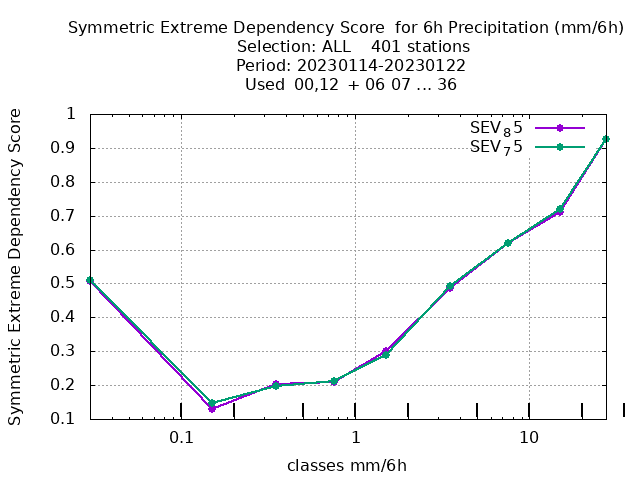 Symmetric Extreme Dependency Score  for 6h Precipitation (mm/6h)
Selection: ALL    401 stations
Period: 20230114-20230122
Used  00,12  + 06 07 ... 36
SEV₈5
SEV₇5
1
0.9
0.8
0.7
0.6
0.5
0.4
0.3
0.2
0.1
Symmetric Extreme Dependency Score
0.1 1 10
classes mm/6h